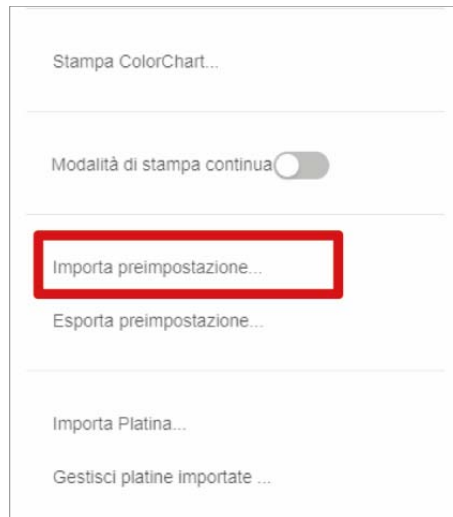 Stampa ColorChart...
Modalità di stampa continua
Importa preimpostazione...
Esporta preimpostazione...
Importa Platina...
Gestisci platine importate ...